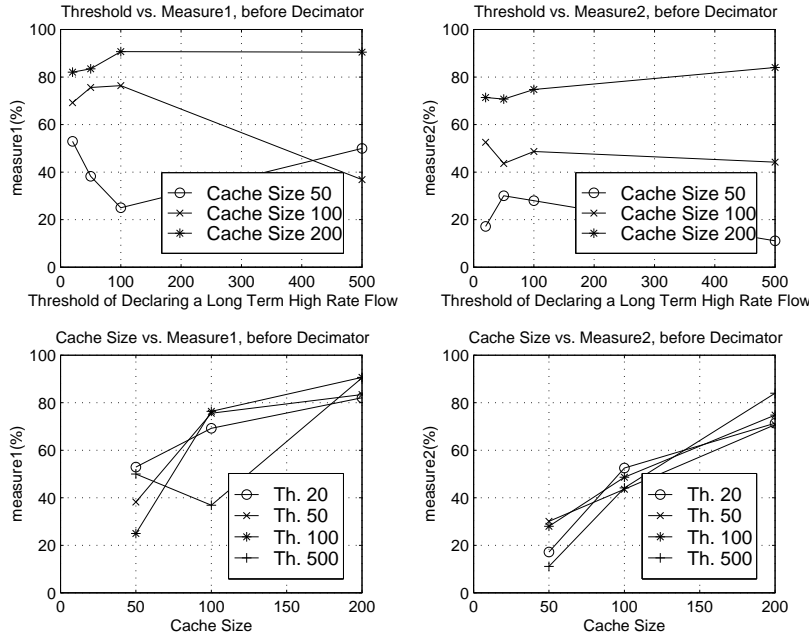 Threshold vs. Measure1, before Decimator
100
80
60
40
20
0
measure1(%)
Cache Size 50
Cache Size 100
Cache Size 200
0 100 200 300 400 500
Threshold of Declaring a Long Term High Rate Flow
Threshold vs. Measure2, before Decimator
100
80
60
40
20
0
measure2(%)
Cache Size 50
Cache Size 100
Cache Size 200
0 100 200 300 400 500
Threshold of Declaring a Long Term High Rate Flow
Cache Size vs. Measure1, before Decimator
100
80
60
40
20
0
measure1(%)
Th. 20
Th. 50
Th. 100
Th. 500
0 50 100 150 200
Cache Size
Cache Size vs. Measure2, before Decimator
100
80
60
40
20
0
measure2(%)
Th. 20
Th. 50
Th. 100
Th. 500
0 50 100 150 200
Cache Size